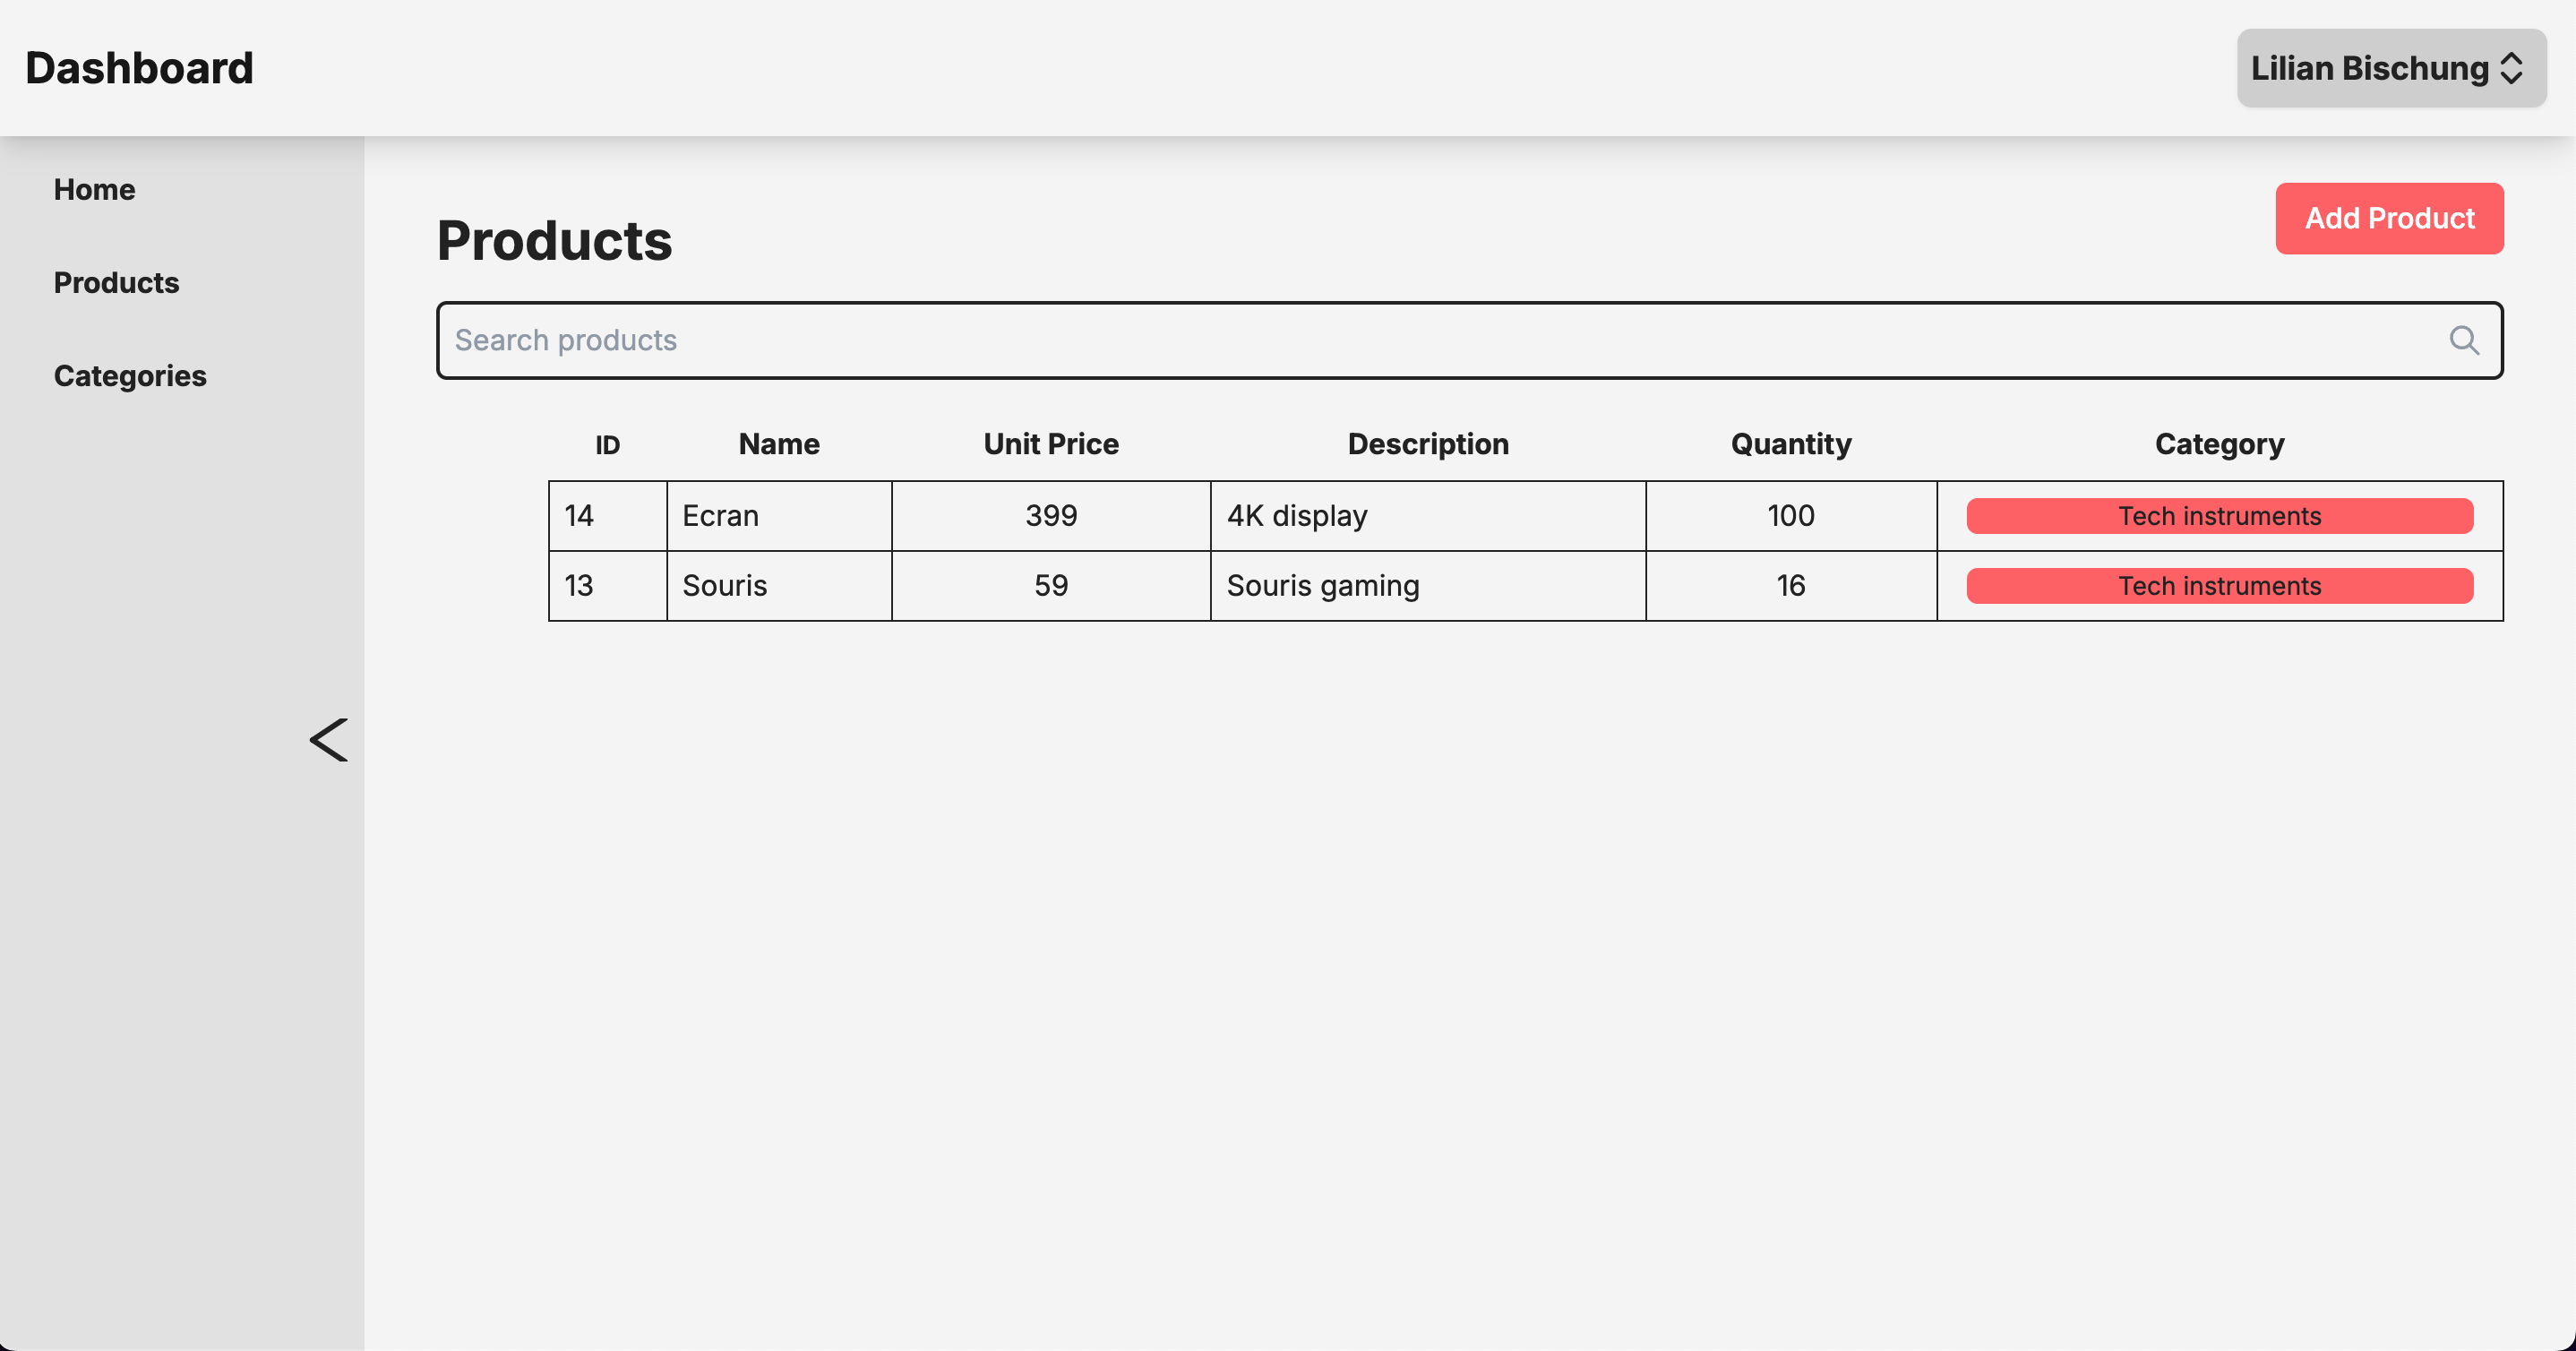 Dashboard
Lilian Bischung
Home
Products
Categories
Products
Add Product
Search products
ID Name Unit Price Description Quantity Category
14 Ecran 399 4K display 100 Tech instruments
13 Souris 59 Souris gaming 16 Tech instruments